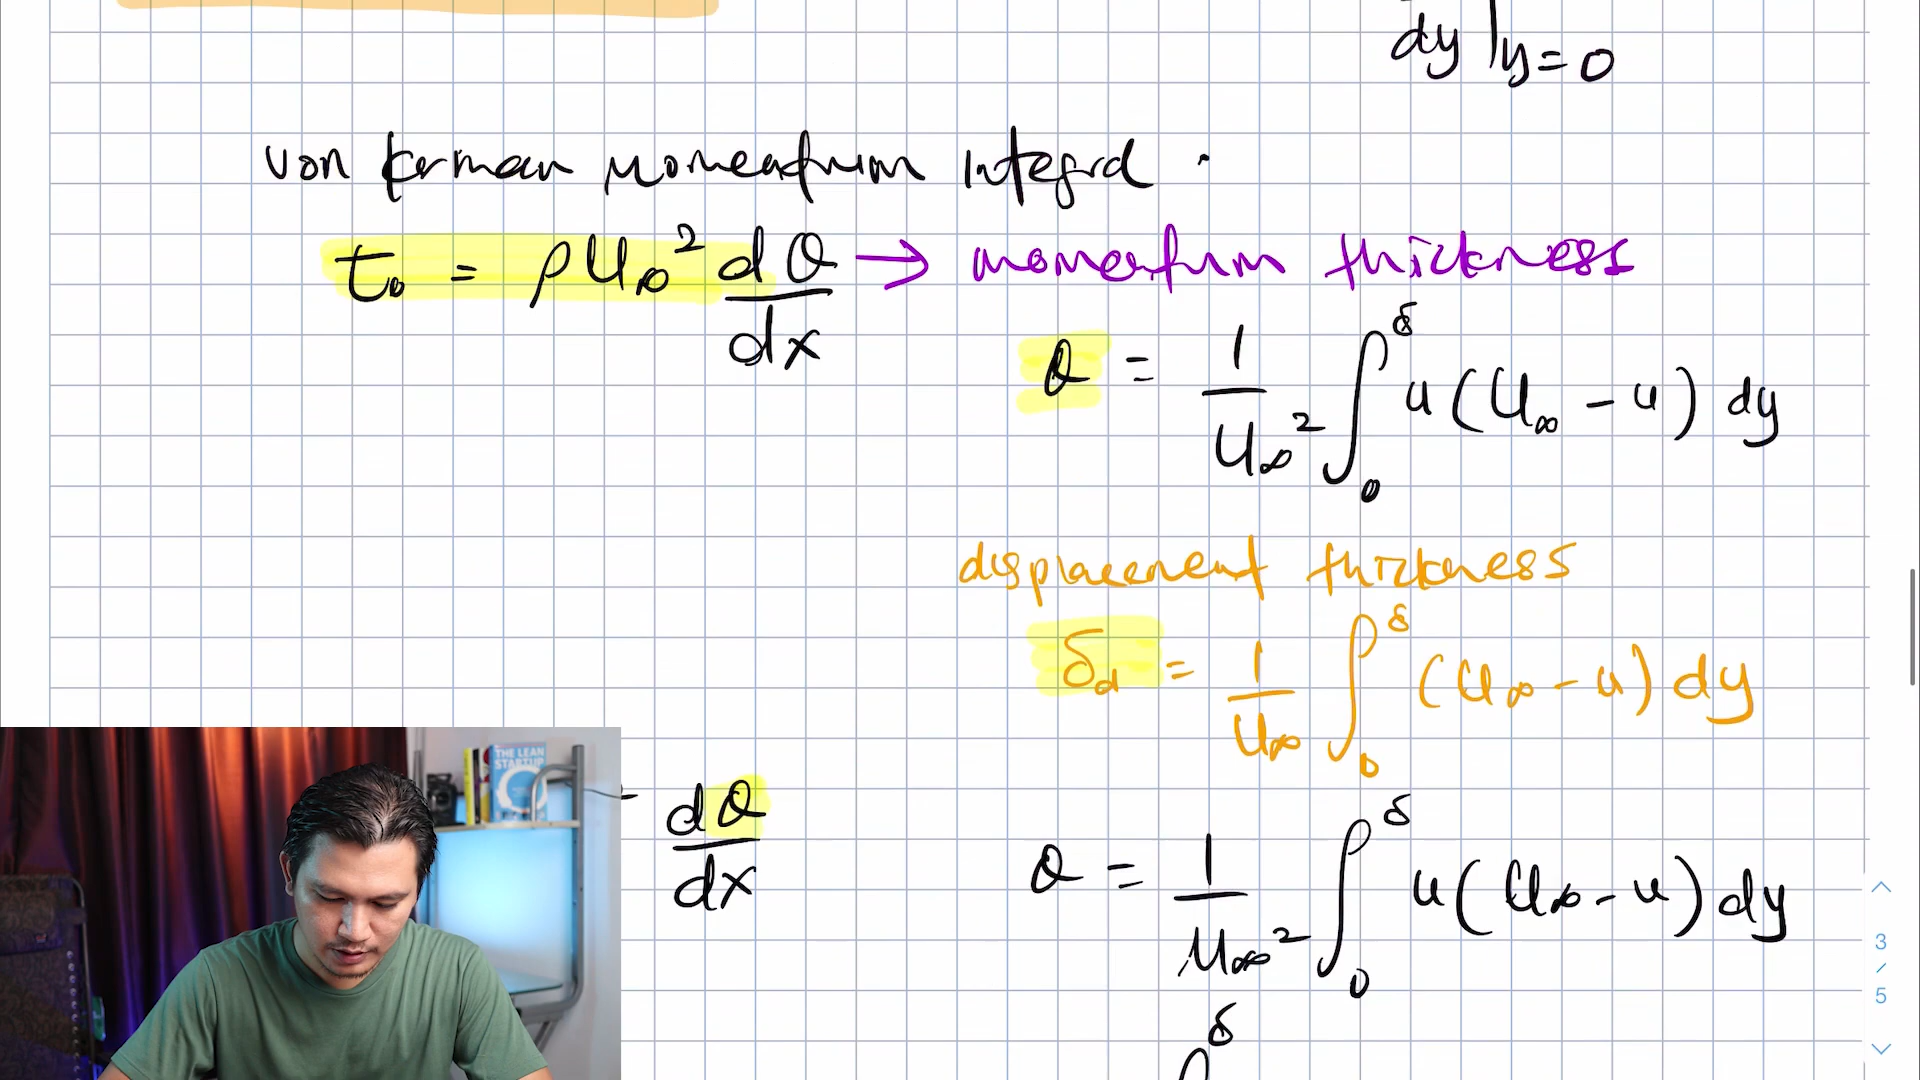 dy |y=0
von Karman Momentum Integral :
τ₀ = ρU∞² dθ/dx → momentum thickness
θ = 1/U∞² ∫₀^δ u(U∞ - u) dy
displacement thickness
δd = 1/U∞ ∫₀^δ (U∞ - u) dy
THE LEAN STARTUP
dθ/dx
θ = 1/U∞² ∫₀^δ u(U∞ - u) dy
δ
3
/
5